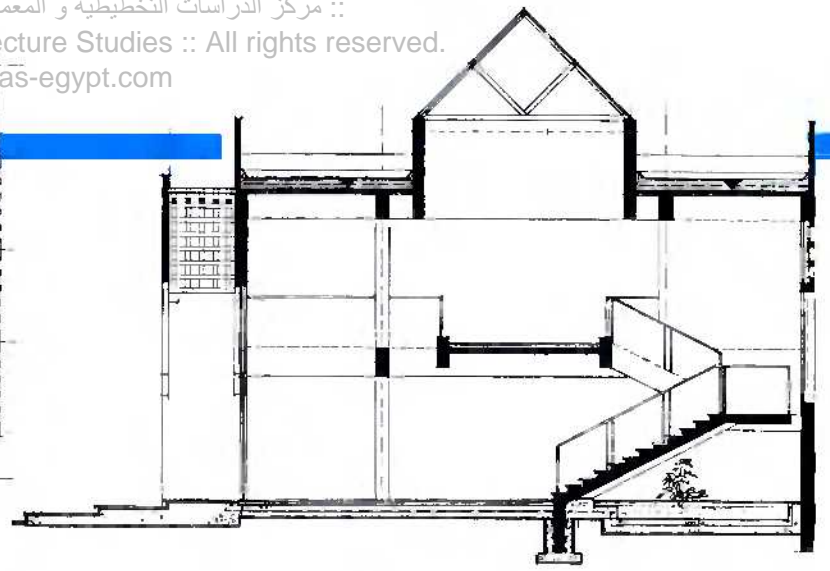 :: مركز الدراسات التخطيطية و المعم
ecture Studies :: All rights reserved.
as-egypt.com